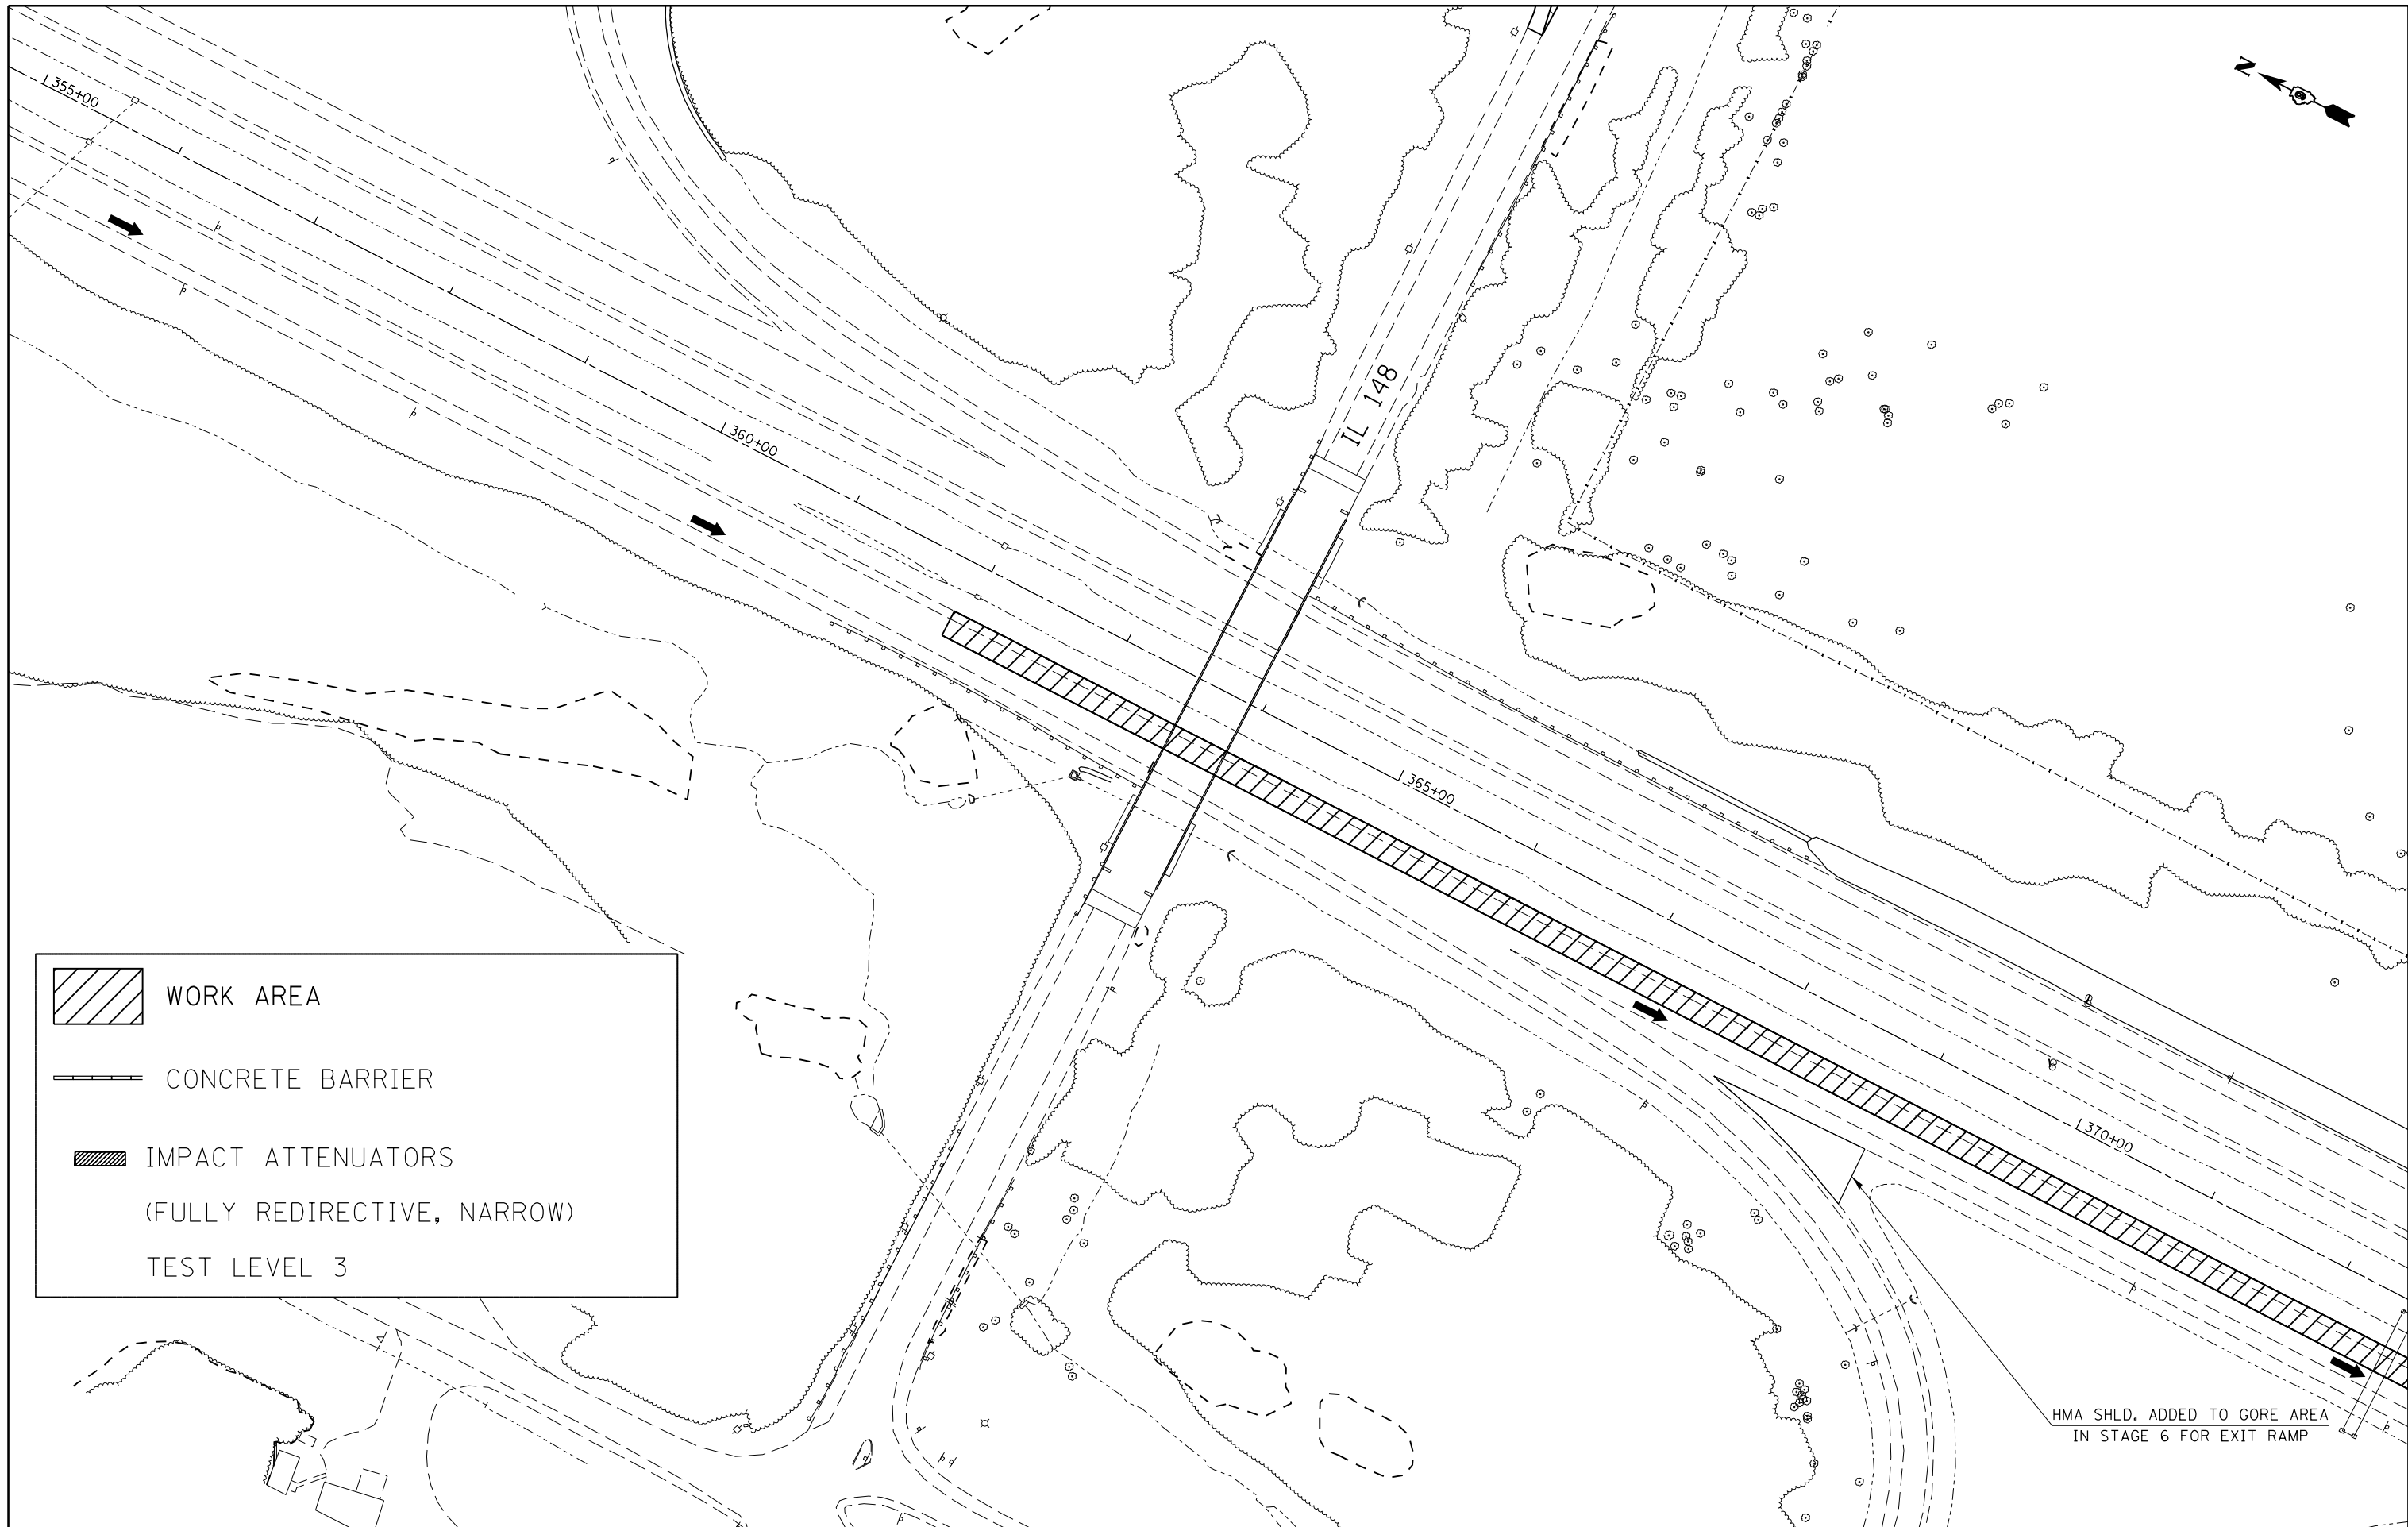 355+00
N
360+00
IL 148
365+00
370+00
WORK AREA
CONCRETE BARRIER
IMPACT ATTENUATORS
(FULLY REDIRECTIVE, NARROW)
TEST LEVEL 3
HMA SHLD. ADDED TO GORE AREA
IN STAGE 6 FOR EXIT RAMP